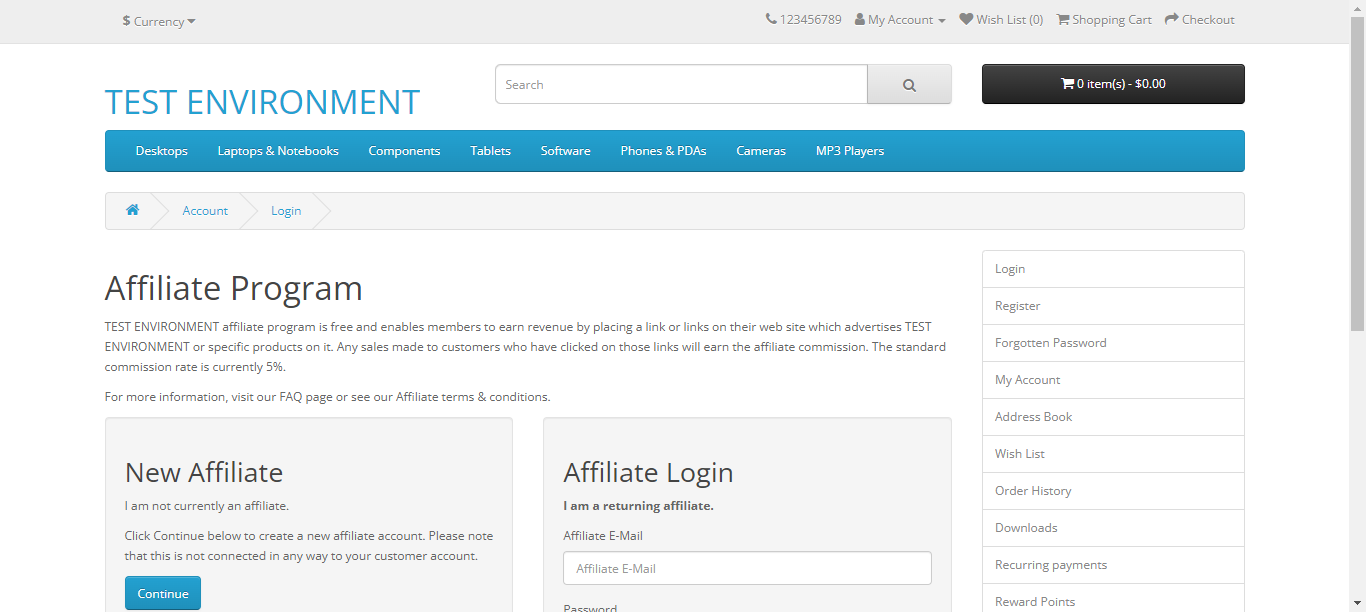 $ Currency
123456789 My Account Wish List (0) Shopping Cart Checkout
TEST ENVIRONMENT
Search
0 item(s) - $0.00
Desktops Laptops & Notebooks Components Tablets Software Phones & PDAs Cameras MP3 Players
Account Login
Affiliate Program
TEST ENVIRONMENT affiliate program is free and enables members to earn revenue by placing a link or links on their web site which advertises TEST
ENVIRONMENT or specific products on it. Any sales made to customers who have clicked on those links will earn the affiliate commission. The standard
commission rate is currently 5%.
For more information, visit our FAQ page or see our Affiliate terms & conditions.
New Affiliate
I am not currently an affiliate.
Click Continue below to create a new affiliate account. Please note
that this is not connected in any way to your customer account.
Continue
Affiliate Login
I am a returning affiliate.
Affiliate E-Mail
Affiliate E-Mail
Password
Login
Register
Forgotten Password
My Account
Address Book
Wish List
Order History
Downloads
Recurring payments
Reward Points